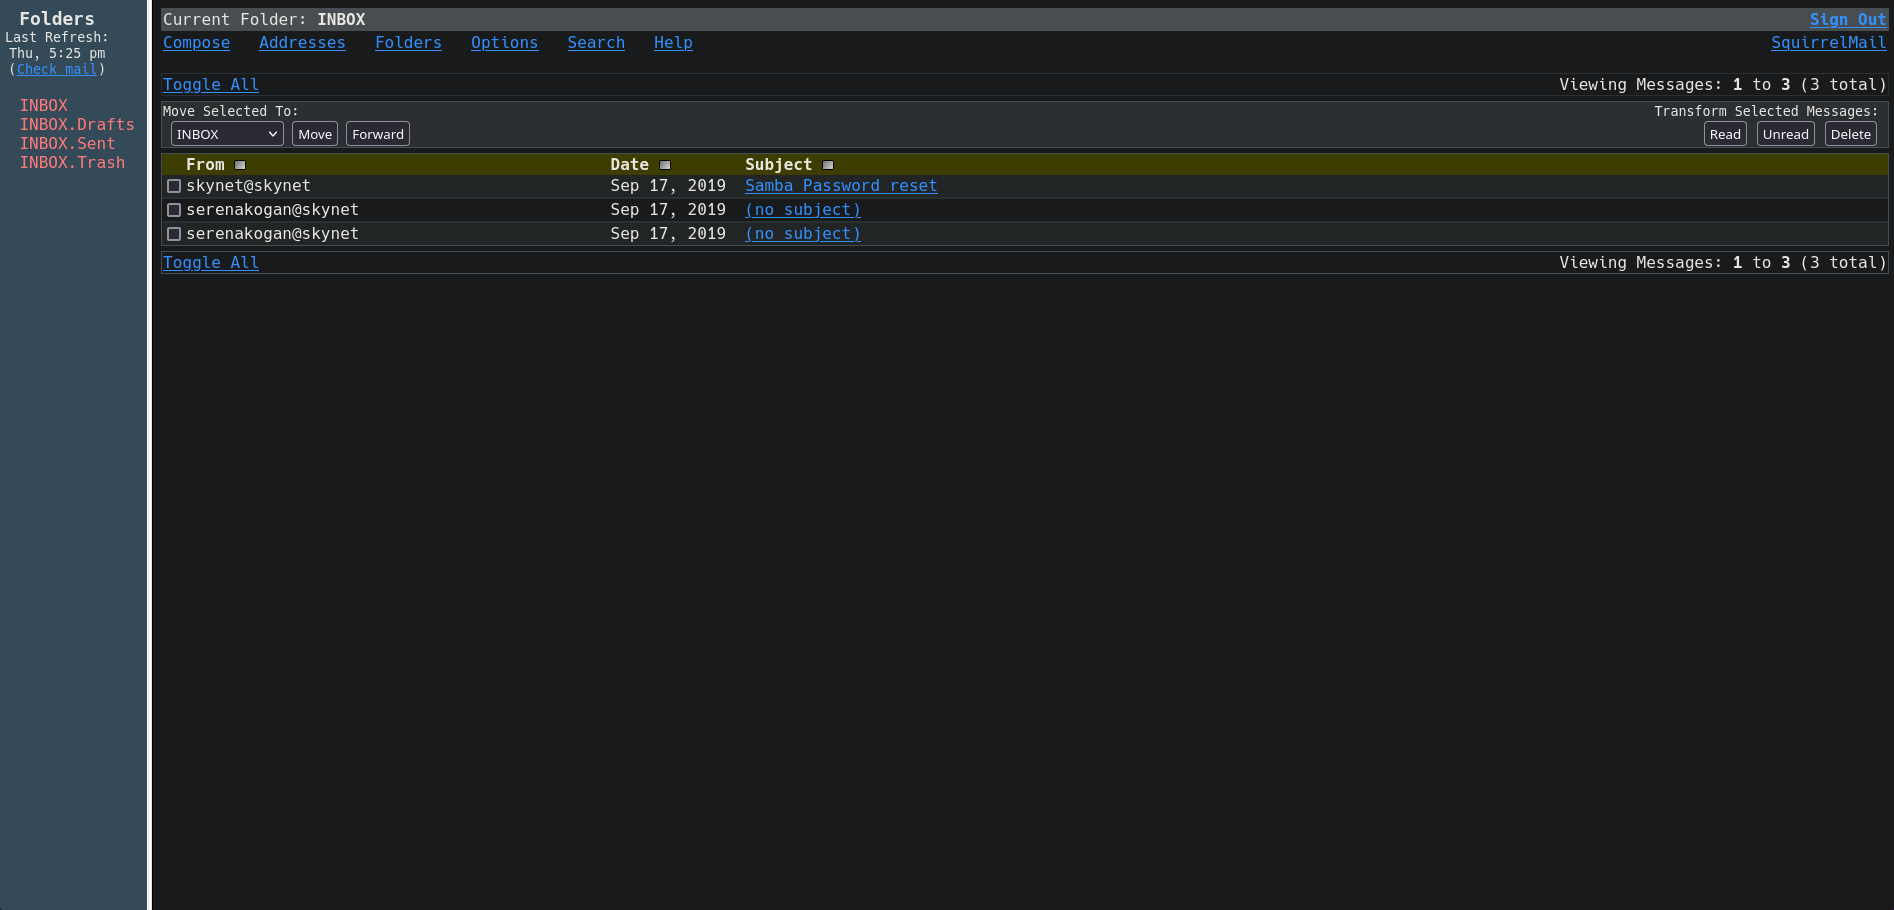 Folders
Last Refresh:
Thu, 5:25 pm
(Check mail)
INBOX
INBOX.Drafts
INBOX.Sent
INBOX.Trash
Current Folder: INBOX Sign Out
Compose Addresses Folders Options Search Help SquirrelMail
Toggle All Viewing Messages: 1 to 3 (3 total)
Move Selected To: Transform Selected Messages:
INBOX Move Forward Read Unread Delete
From Date Subject
skynet@skynet Sep 17, 2019 Samba Password reset
serenakogan@skynet Sep 17, 2019 (no subject)
serenakogan@skynet Sep 17, 2019 (no subject)
Toggle All Viewing Messages: 1 to 3 (3 total)